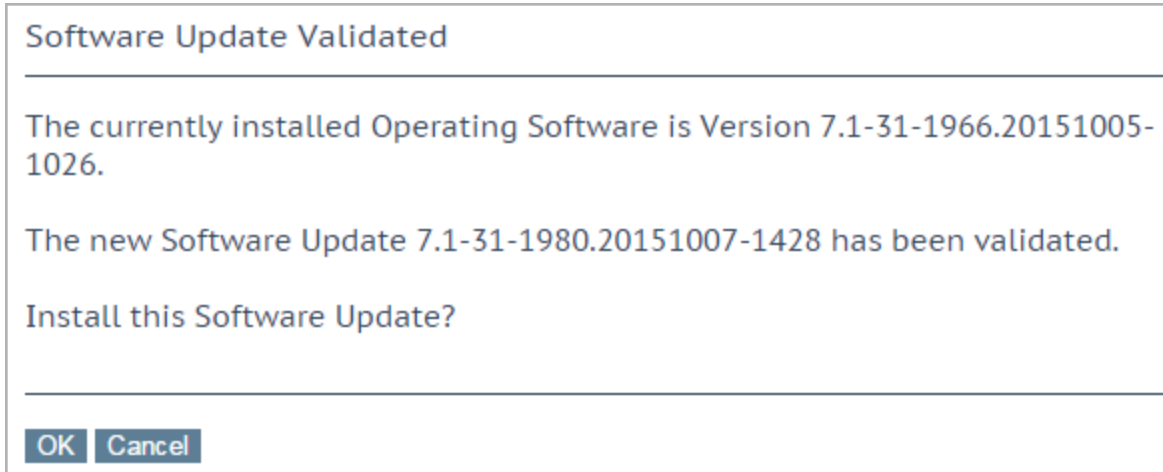 Software Update Validated
The currently installed Operating Software is Version 7.1-31-1966.20151005-
1026.
The new Software Update 7.1-31-1980.20151007-1428 has been validated.
Install this Software Update?
OK Cancel